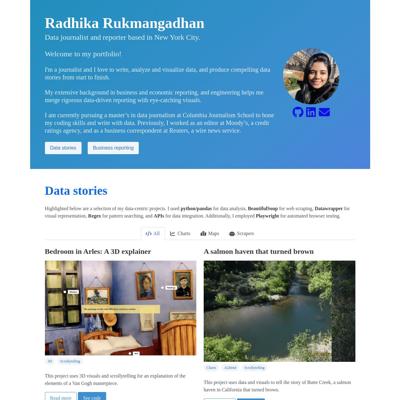 Radhika Rukmangadhan
Data journalist and reporter based in New York City.
Welcome to my portfolio!
I'm a journalist and I love to write, analyze and visualize data, and produce compelling data
stories from start to finish.
My extensive background in business and economic reporting, and engineering helps me
merge rigorous data-driven reporting with eye-catching visuals.
I am currently pursuing a master's in data journalism at Columbia Journalism School to hone
my coding skills and write with data. Previously, I worked as an editor at Moody's, a credit
ratings agency, and as a business correspondent at Reuters, a wire news service.
Data stories
Business reporting
Data stories
Highlighted below are a selection of my data-centric projects. I used python/pandas for data analysis, BeautifulSoup for web scraping, Datawrapper for
visual representation, Regex for pattern searching, and APIs for data integration. Additionally, I employed Playwright for automated browser testing.
All
Charts
Maps
Scrapers
Bedroom in Arles: A 3D explainer
A salmon haven that turned brown
3D
Scrollytelling
Charts
AI2html
Scrollytelling
This project uses 3D visuals and scrollytelling for an explanation of the
elements of a Van Gogh masterpiece.
This project uses data and visuals to tell the story of Butte Creek, a salmon
haven in California that turned brown.
Read more
See code